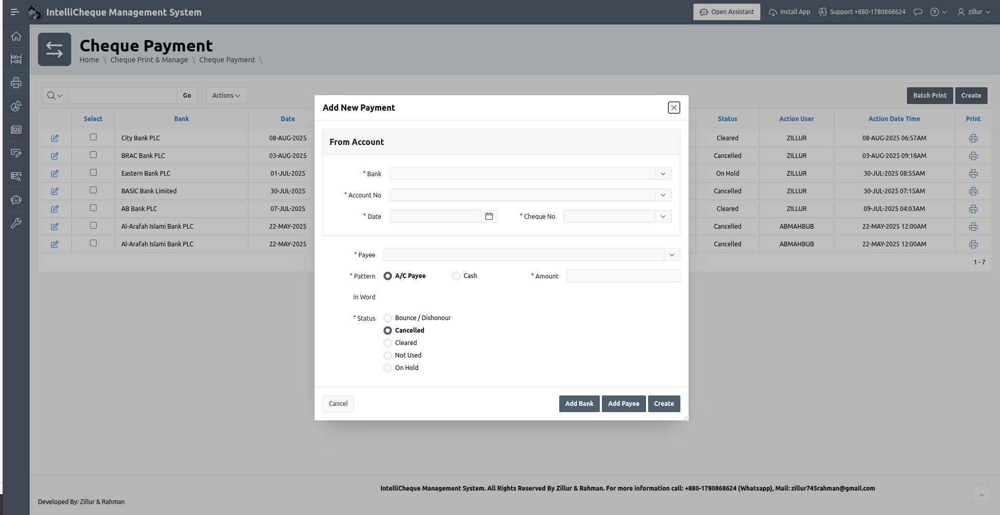 IntelliCheque Management System
Open Assistant
Install App
Support +880-1780868624
zillur
Cheque Payment
Home \ Cheque Print & Manage \ Cheque Payment \
Go
Actions
Batch Print
Create
Select Bank Date Status Action User Action Date Time Print
City Bank PLC 08-AUG-2025 Cleared ZILLUR 08-AUG-2025 06:57AM
BRAC Bank PLC 03-AUG-2025 Cancelled ZILLUR 03-AUG-2025 09:18AM
Eastern Bank PLC 01-JUL-2025 On Hold ZILLUR 30-JUL-2025 08:55AM
BASIC Bank Limited 30-JUL-2025 Cancelled ZILLUR 30-JUL-2025 07:15AM
AB Bank PLC 07-JUL-2025 Cleared ZILLUR 09-JUL-2025 04:03AM
Al-Arafah Islami Bank PLC 22-MAY-2025 Cancelled ABMAHBUB 22-MAY-2025 12:00AM
Al-Arafah Islami Bank PLC 22-MAY-2025 Cancelled ABMAHBUB 22-MAY-2025 12:00AM
1 - 7
Add New Payment
From Account
* Bank
* Account No
* Date
* Cheque No
* Payee
* Pattern A/C Payee Cash * Amount
In Word
* Status Bounce / Dishonour
Cancelled
Cleared
Not Used
On Hold
Cancel
Add Bank
Add Payee
Create
IntelliCheque Management System. All Rights Reserved By Zillur & Rahman. For more information call: +880-1780868624 (Whatsapp), Mail: zillur745rahman@gmail.com
Developed By: Zillur & Rahman